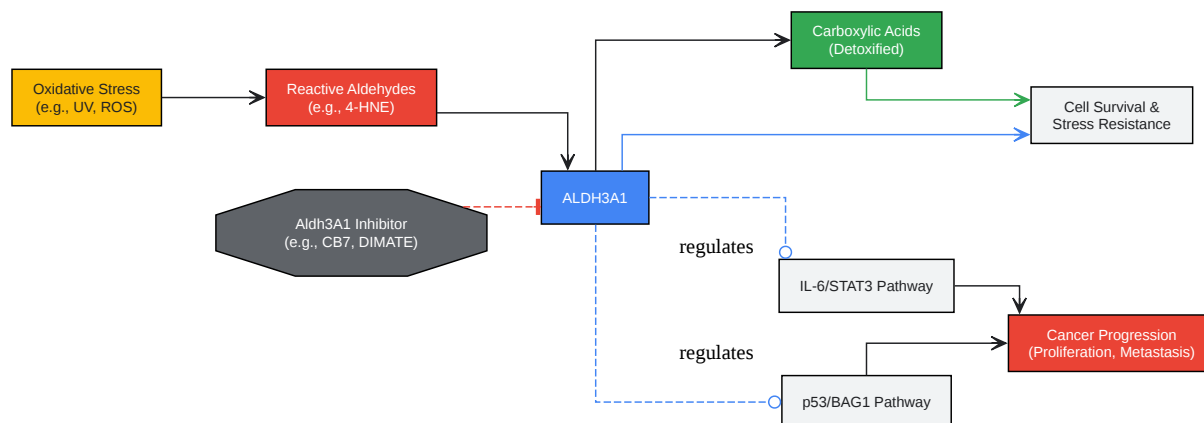 Oxidative Stress
(e.g., UV, ROS)
Reactive Aldehydes
(e.g., 4-HNE)
Carboxylic Acids
(Detoxified)
Cell Survival &
Stress Resistance
ALDH3A1
Aldh3A1 Inhibitor
(e.g., CB7, DIMATE)
regulates
IL-6/STAT3 Pathway
regulates
Cancer Progression
(Proliferation, Metastasis)
p53/BAG1 Pathway